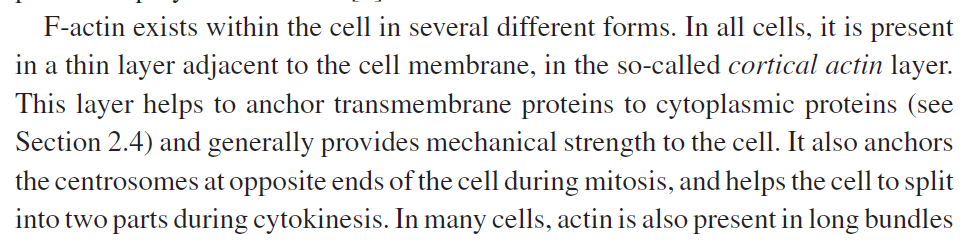 F-actin exists within the cell in several different forms. In all cells, it is present
in a thin layer adjacent to the cell membrane, in the so-called cortical actin layer.
This layer helps to anchor transmembrane proteins to cytoplasmic proteins (see
Section 2.4) and generally provides mechanical strength to the cell. It also anchors
the centrosomes at opposite ends of the cell during mitosis, and helps the cell to split
into two parts during cytokinesis. In many cells, actin is also present in long bundles